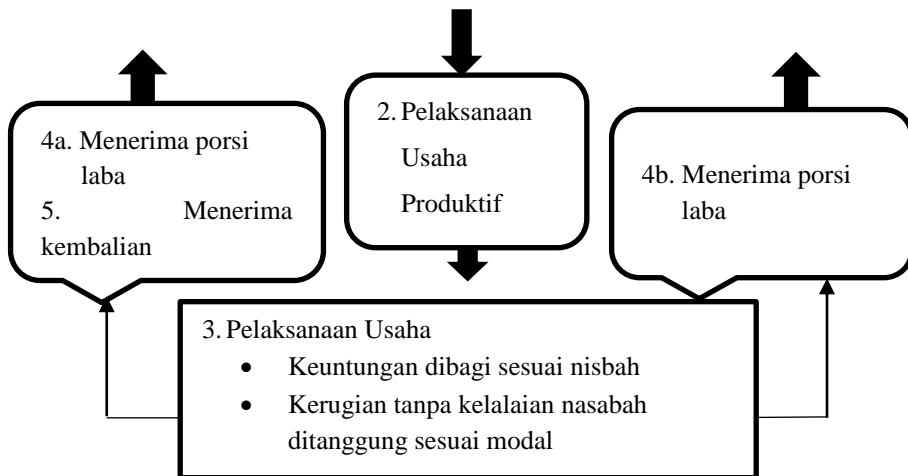 4a. Menerima porsi
laba
5. Menerima
kembalian
2. Pelaksanaan
Usaha
Produktif
4b. Menerima porsi
laba
3. Pelaksanaan Usaha
• Keuntungan dibagi sesuai nisbah
• Kerugian tanpa kelalaian nasabah
ditanggung sesuai modal